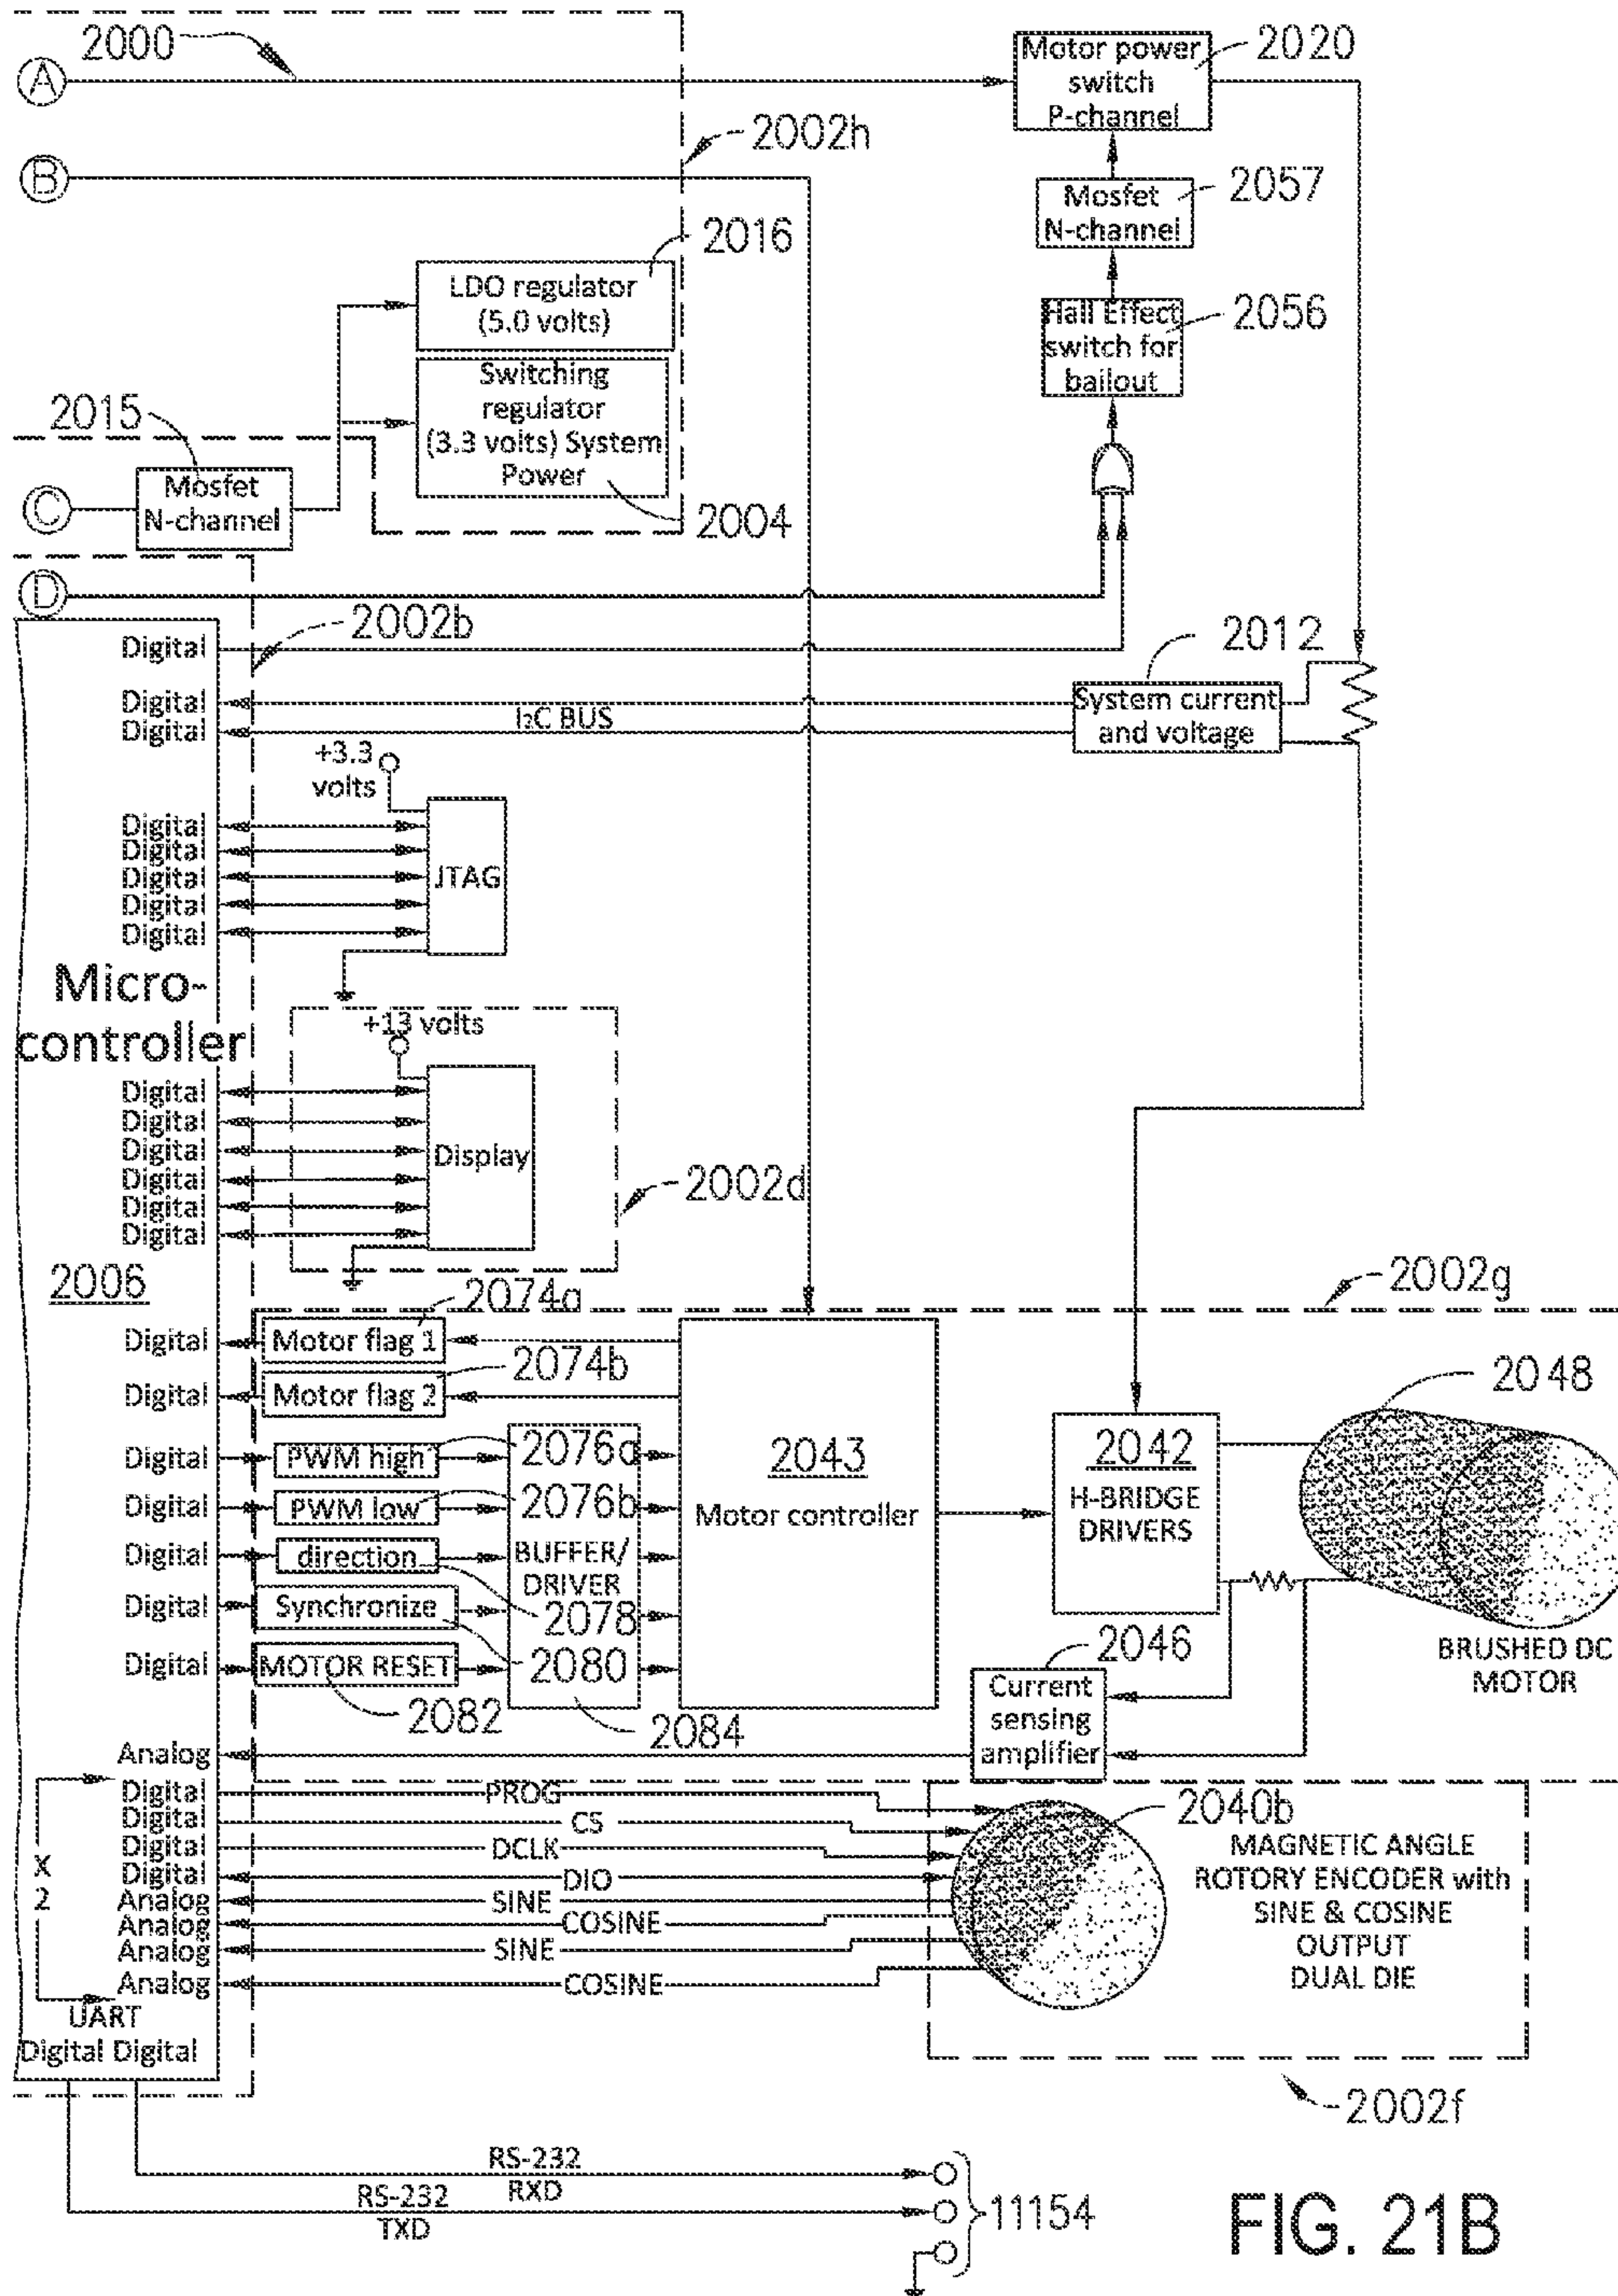 2000
A
Motor power
switch
P-channel
2020
2002h
B
Mosfet
N-channel
2057
2016
LDO regulator
(5.0 volts)
Hall Effect
switch for
bailout
2056
Switching
regulator
(3.3 volts) System
Power
2015
C
Mosfet
N-channel
2004
D
2002b
Digital
2012
Digital
System current
and voltage
I2C BUS
Digital
+3.3
volts
Digital
Digital
Digital
Digital
Digital
JTAG
Micro-
controller
+13 volts
Digital
Digital
Digital
Digital
Digital
Digital
Display
2002d
2006
2002g
2074a
Digital
Motor flag 1
2074b
Digital
Motor flag 2
2048
Digital
PWM high
2076a
Digital
PWM low
2076b
2043
Motor controller
2042
H-BRIDGE
DRIVERS
Digital
direction
BUFFER/
DRIVER
Digital
Synchronize
2078
Digital
MOTOR RESET
2080
2082
2084
2046
Current
sensing
amplifier
BRUSHED DC
MOTOR
Analog
Digital
PROG
Digital
CS
Digital
DCLK
Digital
DIO
Analog
SINE
Analog
COSINE
Analog
SINE
Analog
COSINE
X
2
2040b
MAGNETIC ANGLE
ROTORY ENCODER with
SINE & COSINE
OUTPUT
DUAL DIE
UART
Digital Digital
2002f
RS-232
RXD
RS-232
TXD
11154
FIG. 21B